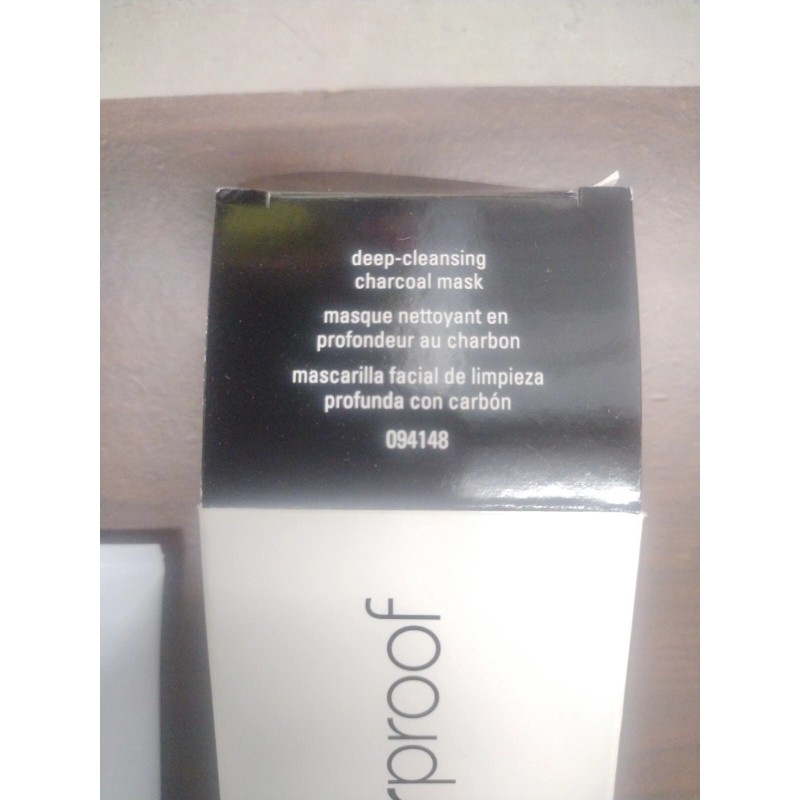 deep-cleansing
charcoal mask
masque nettoyant en
profondeur au charbon
mascarilla facial de limpieza
profunda con carbón
094148
rproof